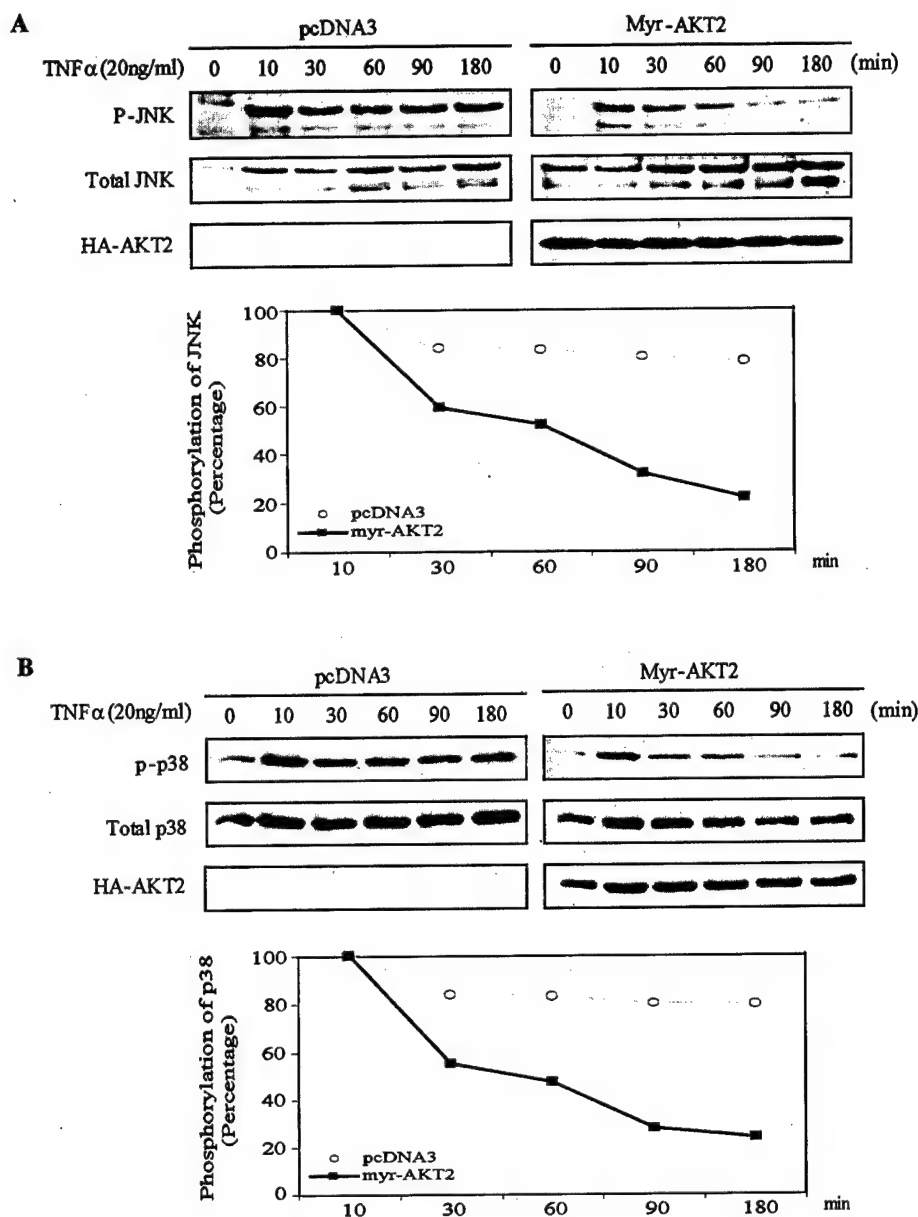 A
pcDNA3 Myr-AKT2
TNFα(20ng/ml) 0 10 30 60 90 180 0 10 30 60 90 180 (min)
P-JNK
Total JNK
HA-AKT2
Phosphorylation of JNK
(Percentage)
100
80
60
40
20
0
pcDNA3
myr-AKT2
10 30 60 90 180 min
B
pcDNA3 Myr-AKT2
TNFα(20ng/ml) 0 10 30 60 90 180 0 10 30 60 90 180 (min)
p-p38
Total p38
HA-AKT2
Phosphorylation of p38
(Percentage)
100
80
60
40
20
0
pcDNA3
myr-AKT2
10 30 60 90 180 min